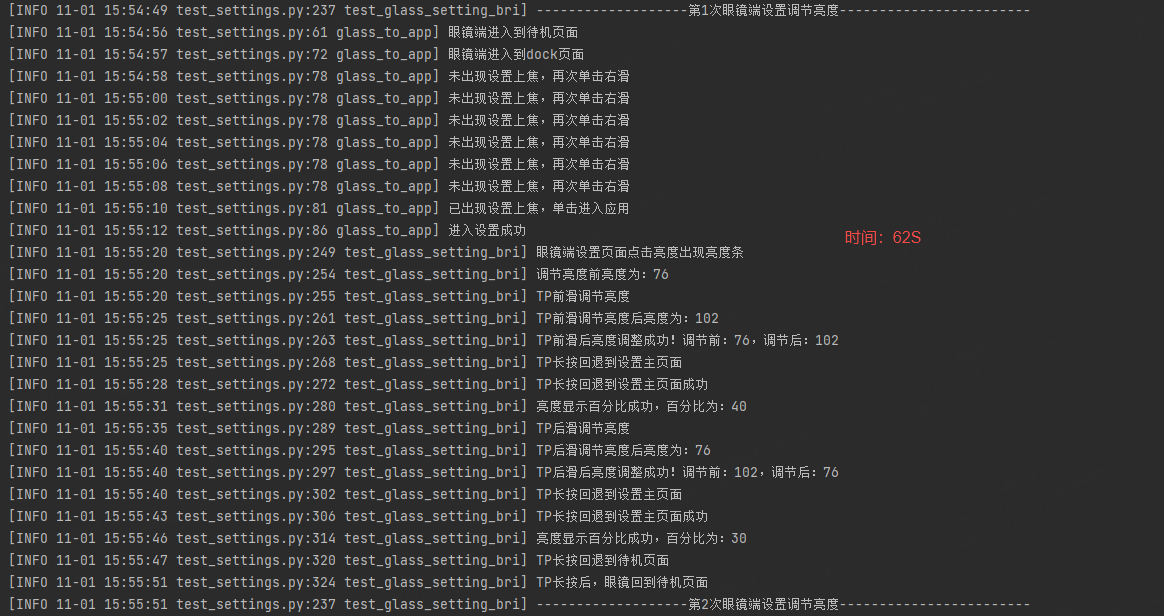 [INFO 11-01 15:54:49 test_settings.py:237 test_glass_setting_bri] -------------------第1次眼镜端设置调节亮度------------------------
[INFO 11-01 15:54:56 test_settings.py:61 glass_to_app] 眼镜端进入到待机页面
[INFO 11-01 15:54:57 test_settings.py:72 glass_to_app] 眼镜端进入到dock页面
[INFO 11-01 15:54:58 test_settings.py:78 glass_to_app] 未出现设置上焦，再次单击右滑
[INFO 11-01 15:55:00 test_settings.py:78 glass_to_app] 未出现设置上焦，再次单击右滑
[INFO 11-01 15:55:02 test_settings.py:78 glass_to_app] 未出现设置上焦，再次单击右滑
[INFO 11-01 15:55:04 test_settings.py:78 glass_to_app] 未出现设置上焦，再次单击右滑
[INFO 11-01 15:55:06 test_settings.py:78 glass_to_app] 未出现设置上焦，再次单击右滑
[INFO 11-01 15:55:08 test_settings.py:78 glass_to_app] 未出现设置上焦，再次单击右滑
[INFO 11-01 15:55:10 test_settings.py:81 glass_to_app] 已出现设置上焦，单击进入应用
[INFO 11-01 15:55:12 test_settings.py:86 glass_to_app] 进入设置成功
时间：62S
[INFO 11-01 15:55:20 test_settings.py:249 test_glass_setting_bri] 眼镜端设置页面点击亮度出现亮度条
[INFO 11-01 15:55:20 test_settings.py:254 test_glass_setting_bri] 调节亮度前亮度为：76
[INFO 11-01 15:55:20 test_settings.py:255 test_glass_setting_bri] TP前滑调节亮度
[INFO 11-01 15:55:25 test_settings.py:261 test_glass_setting_bri] TP前滑调节亮度后亮度为：102
[INFO 11-01 15:55:25 test_settings.py:263 test_glass_setting_bri] TP前滑后亮度调整成功！调节前：76，调节后：102
[INFO 11-01 15:55:25 test_settings.py:268 test_glass_setting_bri] TP长按回退到设置主页面
[INFO 11-01 15:55:28 test_settings.py:272 test_glass_setting_bri] TP长按回退到设置主页面成功
[INFO 11-01 15:55:31 test_settings.py:280 test_glass_setting_bri] 亮度显示百分比成功，百分比为：40
[INFO 11-01 15:55:35 test_settings.py:289 test_glass_setting_bri] TP后滑调节亮度
[INFO 11-01 15:55:40 test_settings.py:295 test_glass_setting_bri] TP后滑调节亮度后亮度为：76
[INFO 11-01 15:55:40 test_settings.py:297 test_glass_setting_bri] TP后滑后亮度调整成功！调节前：102，调节后：76
[INFO 11-01 15:55:40 test_settings.py:302 test_glass_setting_bri] TP长按回退到设置主页面
[INFO 11-01 15:55:43 test_settings.py:306 test_glass_setting_bri] TP长按回退到设置主页面成功
[INFO 11-01 15:55:46 test_settings.py:314 test_glass_setting_bri] 亮度显示百分比成功，百分比为：30
[INFO 11-01 15:55:47 test_settings.py:320 test_glass_setting_bri] TP长按回退到待机页面
[INFO 11-01 15:55:51 test_settings.py:324 test_glass_setting_bri] TP长按后，眼镜回到待机页面
[INFO 11-01 15:55:51 test_settings.py:237 test_glass_setting_bri] -------------------第2次眼镜端设置调节亮度------------------------